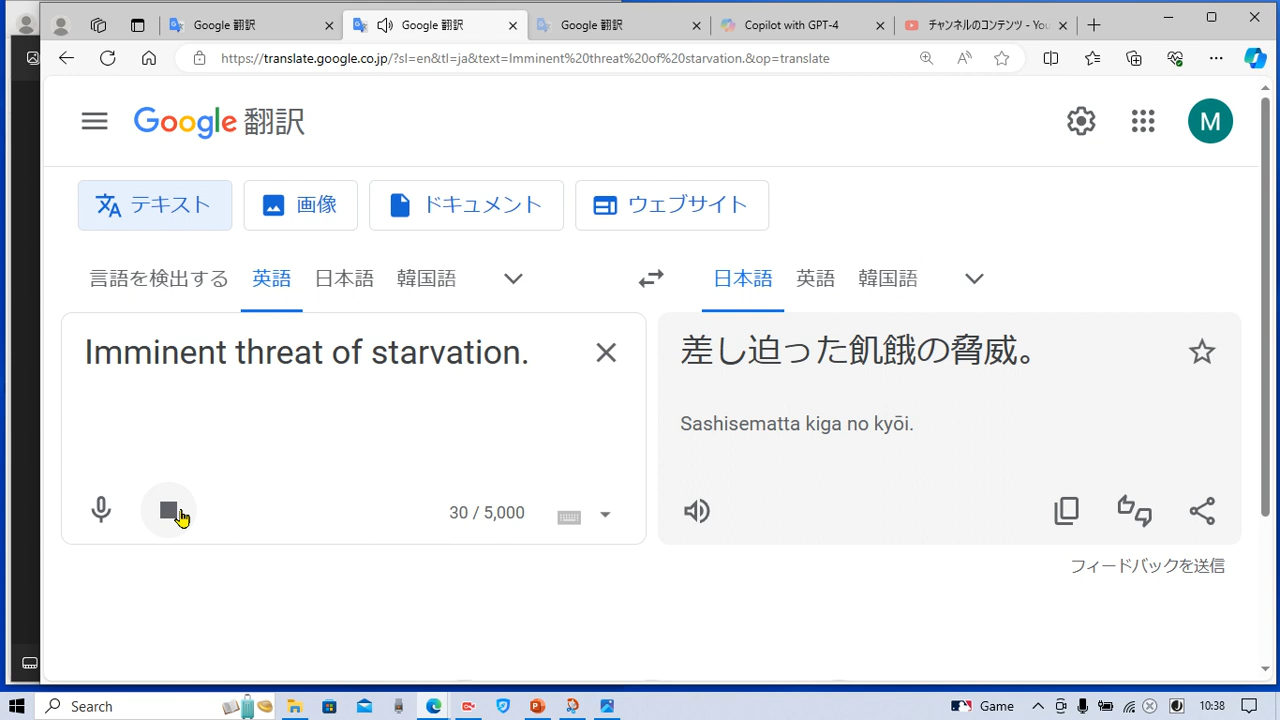 Google 翻訳
Google 翻訳
Google 翻訳
Copilot with GPT-4
チャンネルのコンテンツ - You
https://translate.google.co.jp/?sl=en&tl=ja&text=Imminent%20threat%20of%20starvation.&op=translate
Google 翻訳
M
テキスト
画像
ドキュメント
ウェブサイト
言語を検出する
英語
日本語
韓国語
日本語
英語
韓国語
Imminent threat of starvation.
差し迫った飢餓の脅威。
Sashisematta kiga no kyōi.
30 / 5,000
フィードバックを送信
Search
Game
10:38